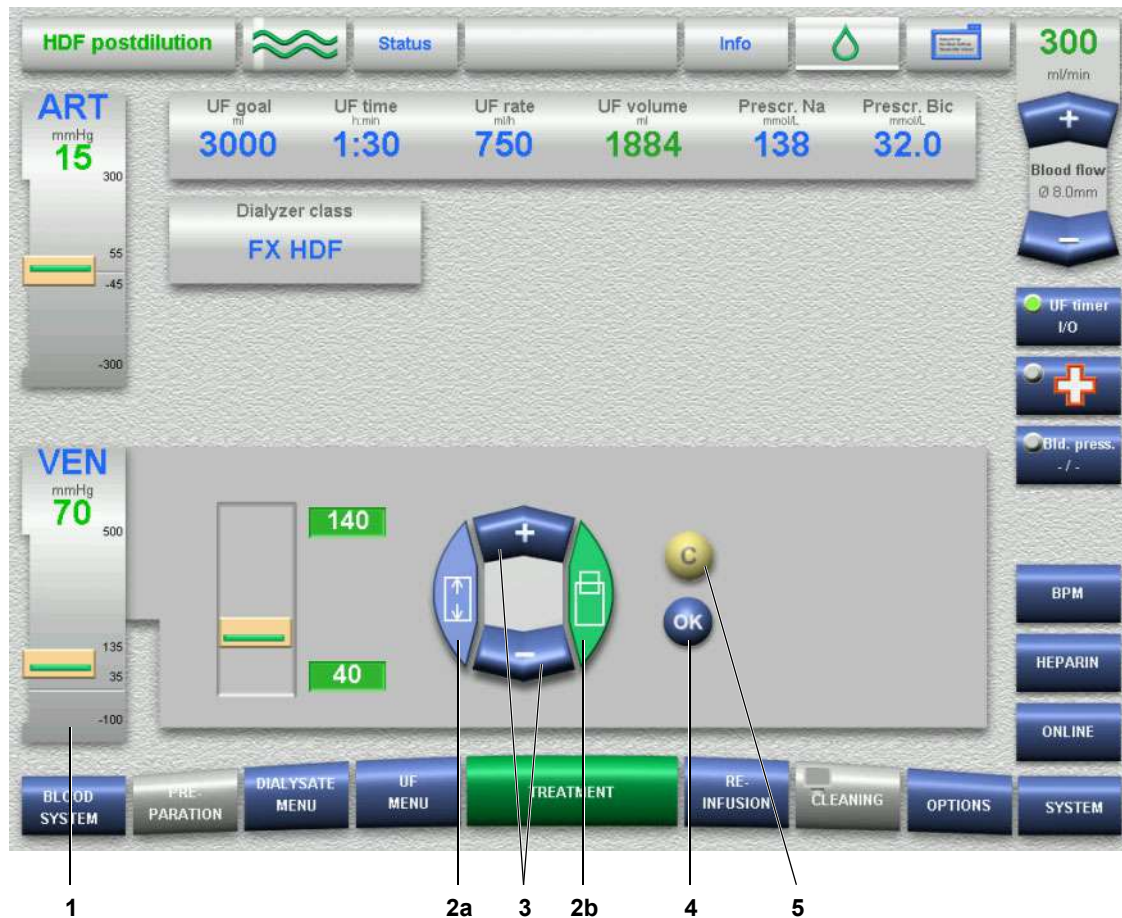 HDF postdilution
Status
Info
300
ml/min
ART
mmHg
15
300
55
-45
-300
UF goal
ml
3000
UF time
h:min
1:30
UF rate
ml/h
750
UF volume
ml
1884
Prescr. Na
mmol/L
138
Prescr. Bic
mmol/L
32.0
Dialyzer class
FX HDF
+
Blood flow
Ø 8.0mm
–
UF timer
I/O
Bld. press.
- / -
VEN
mmHg
70
500
135
35
-100
140
40
+
–
C
OK
BPM
HEPARIN
ONLINE
BLOOD
SYSTEM
PRE-
PARATION
DIALYSATE
MENU
UF
MENU
TREATMENT
RE-
INFUSION
CLEANING
OPTIONS
SYSTEM
1 2a 3 2b 4 5